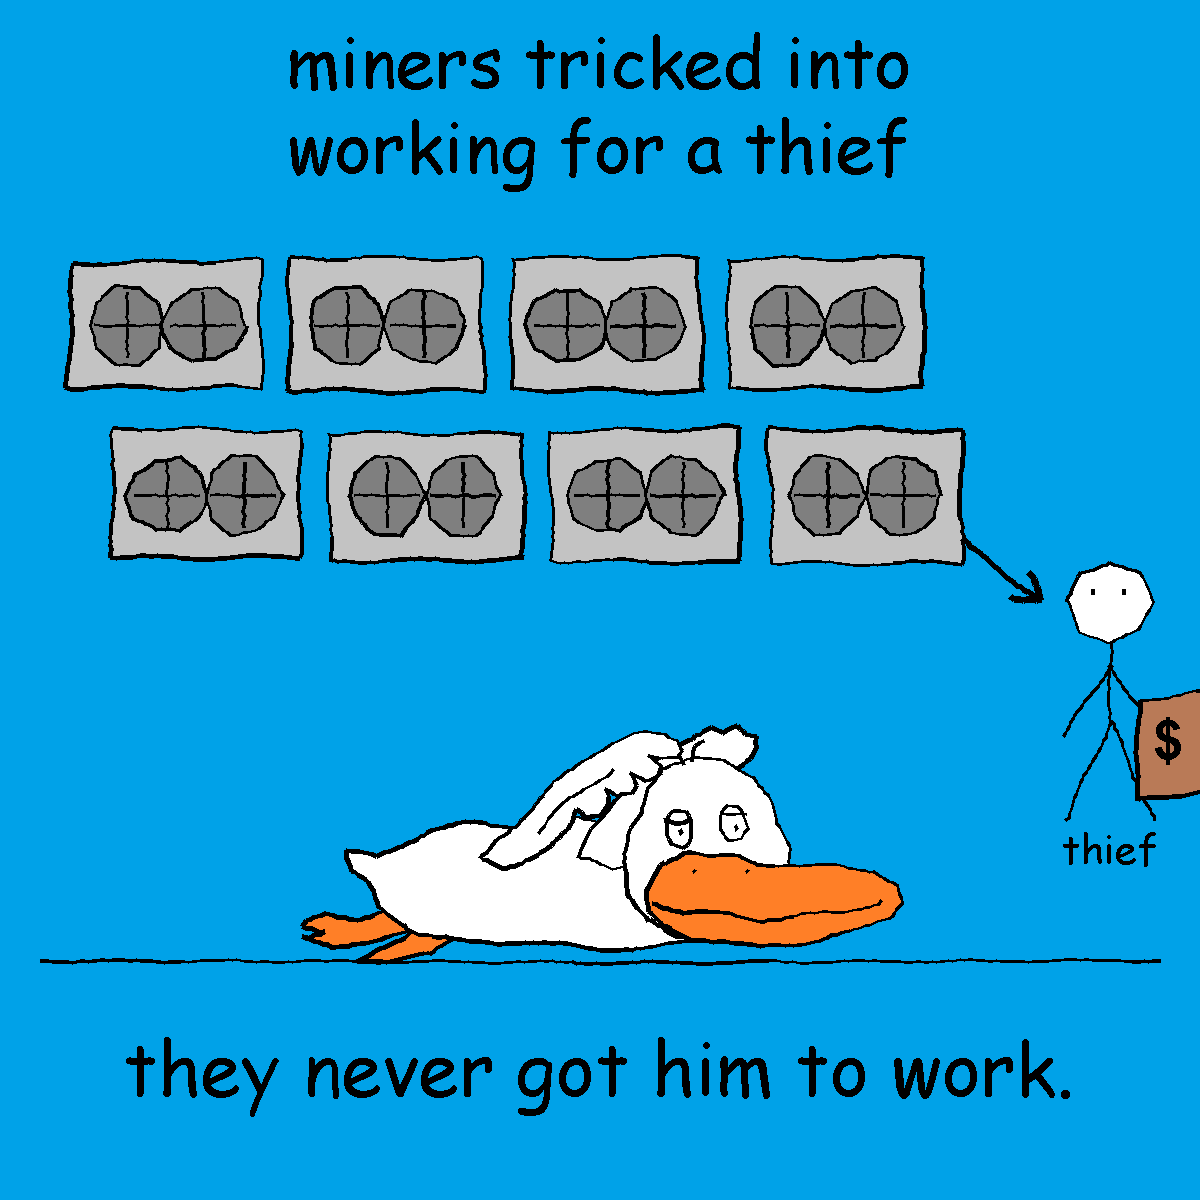 miners tricked into
working for a thief
$
thief
they never got him to work.